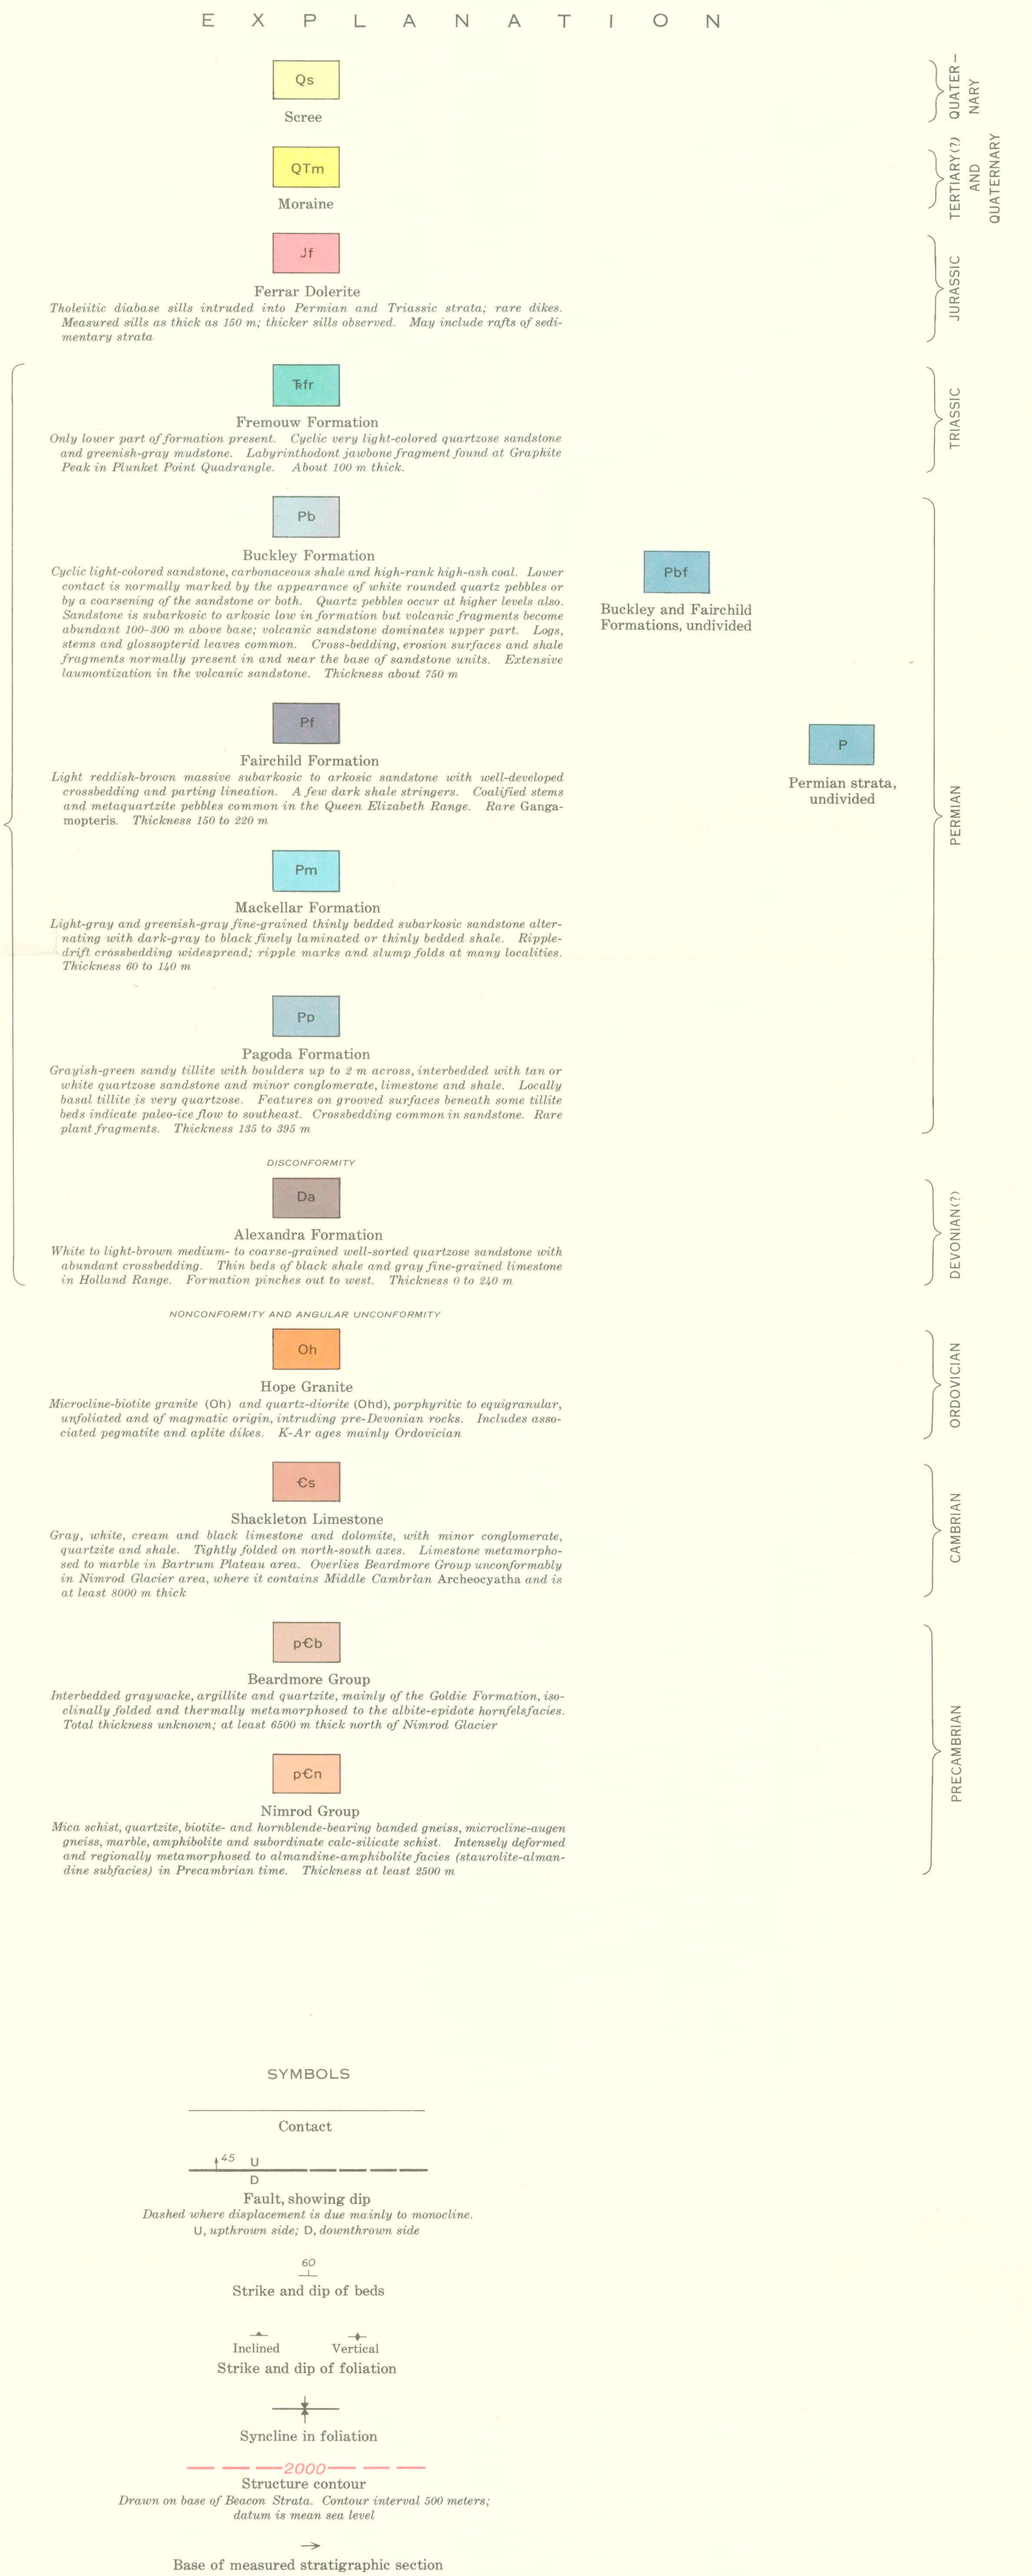 EXPLANATION
Qs
Scree
QUATER-
NARY
QTm
Moraine
TERTIARY(?)
AND
QUATERNARY
Jf
Ferrar Dolerite
Tholeiitic diabase sills intruded into Permian and Triassic strata; rare dikes.
Measured sills as thick as 150 m; thicker sills observed. May include rafts of sedi-
mentary strata
JURASSIC
Ŧfr
Fremouw Formation
Only lower part of formation present. Cyclic very light-colored quartzose sandstone
and greenish-gray mudstone. Labyrinthodont jawbone fragment found at Graphite
Peak in Plunket Point Quadrangle. About 100 m thick.
TRIASSIC
Pb
Buckley Formation
Cyclic light-colored sandstone, carbonaceous shale and high-rank high-ash coal. Lower
contact is normally marked by the appearance of white rounded quartz pebbles or
by a coarsening of the sandstone or both. Quartz pebbles occur at higher levels also.
Sandstone is subarkosic to arkosic low in formation but volcanic fragments become
abundant 100-300 m above base; volcanic sandstone dominates upper part. Logs,
stems and glossopterid leaves common. Cross-bedding, erosion surfaces and shale
fragments normally present in and near the base of sandstone units. Extensive
laumontization in the volcanic sandstone. Thickness about 750 m
Pbf
Buckley and Fairchild
Formations, undivided
Pf
Fairchild Formation
Light reddish-brown massive subarkosic to arkosic sandstone with well-developed
crossbedding and parting lineation. A few dark shale stringers. Coalified stems
and metaquartzite pebbles common in the Queen Elizabeth Range. Rare Ganga-
mopteris. Thickness 150 to 220 m
P
Permian strata,
undivided
PERMIAN
Pm
Mackellar Formation
Light-gray and greenish-gray fine-grained thinly bedded subarkosic sandstone alter-
nating with dark-gray to black finely laminated or thinly bedded shale. Ripple-
drift crossbedding widespread; ripple marks and slump folds at many localities.
Thickness 60 to 140 m
Pp
Pagoda Formation
Grayish-green sandy tillite with boulders up to 2 m across, interbedded with tan or
white quartzose sandstone and minor conglomerate, limestone and shale. Locally
basal tillite is very quartzose. Features on grooved surfaces beneath some tillite
beds indicate paleo-ice flow to southeast. Crossbedding common in sandstone. Rare
plant fragments. Thickness 135 to 395 m
DISCONFORMITY
Da
Alexandra Formation
White to light-brown medium- to coarse-grained well-sorted quartzose sandstone with
abundant crossbedding. Thin beds of black shale and gray fine-grained limestone
in Holland Range. Formation pinches out to west. Thickness 0 to 240 m
DEVONIAN(?)
NONCONFORMITY AND ANGULAR UNCONFORMITY
Oh
Hope Granite
Microcline-biotite granite (Oh) and quartz-diorite (Ohd), porphyritic to equigranular,
unfoliated and of magmatic origin, intruding pre-Devonian rocks. Includes asso-
ciated pegmatite and aplite dikes. K-Ar ages mainly Ordovician
ORDOVICIAN
Єs
Shackleton Limestone
Gray, white, cream and black limestone and dolomite, with minor conglomerate,
quartzite and shale. Tightly folded on north-south axes. Limestone metamorpho-
sed to marble in Bartrum Plateau area. Overlies Beardmore Group unconformably
in Nimrod Glacier area, where it contains Middle Cambrian Archeocyatha and is
at least 8000 m thick
CAMBRIAN
pЄb
Beardmore Group
Interbedded graywacke, argillite and quartzite, mainly of the Goldie Formation, iso-
clinally folded and thermally metamorphosed to the albite-epidote hornfelsfacies.
Total thickness unknown; at least 6500 m thick north of Nimrod Glacier
PRECAMBRIAN
pЄn
Nimrod Group
Mica schist, quartzite, biotite- and hornblende-bearing banded gneiss, microcline-augen
gneiss, marble, amphibolite and subordinate calc-silicate schist. Intensely deformed
and regionally metamorphosed to almandine-amphibolite facies (staurolite-alman-
dine subfacies) in Precambrian time. Thickness at least 2500 m
SYMBOLS
Contact
45 U
D
Fault, showing dip
Dashed where displacement is due mainly to monocline.
U, upthrown side; D, downthrown side
60
Strike and dip of beds
Inclined Vertical
Strike and dip of foliation
Syncline in foliation
2000
Structure contour
Drawn on base of Beacon Strata. Contour interval 500 meters;
datum is mean sea level
Base of measured stratigraphic section